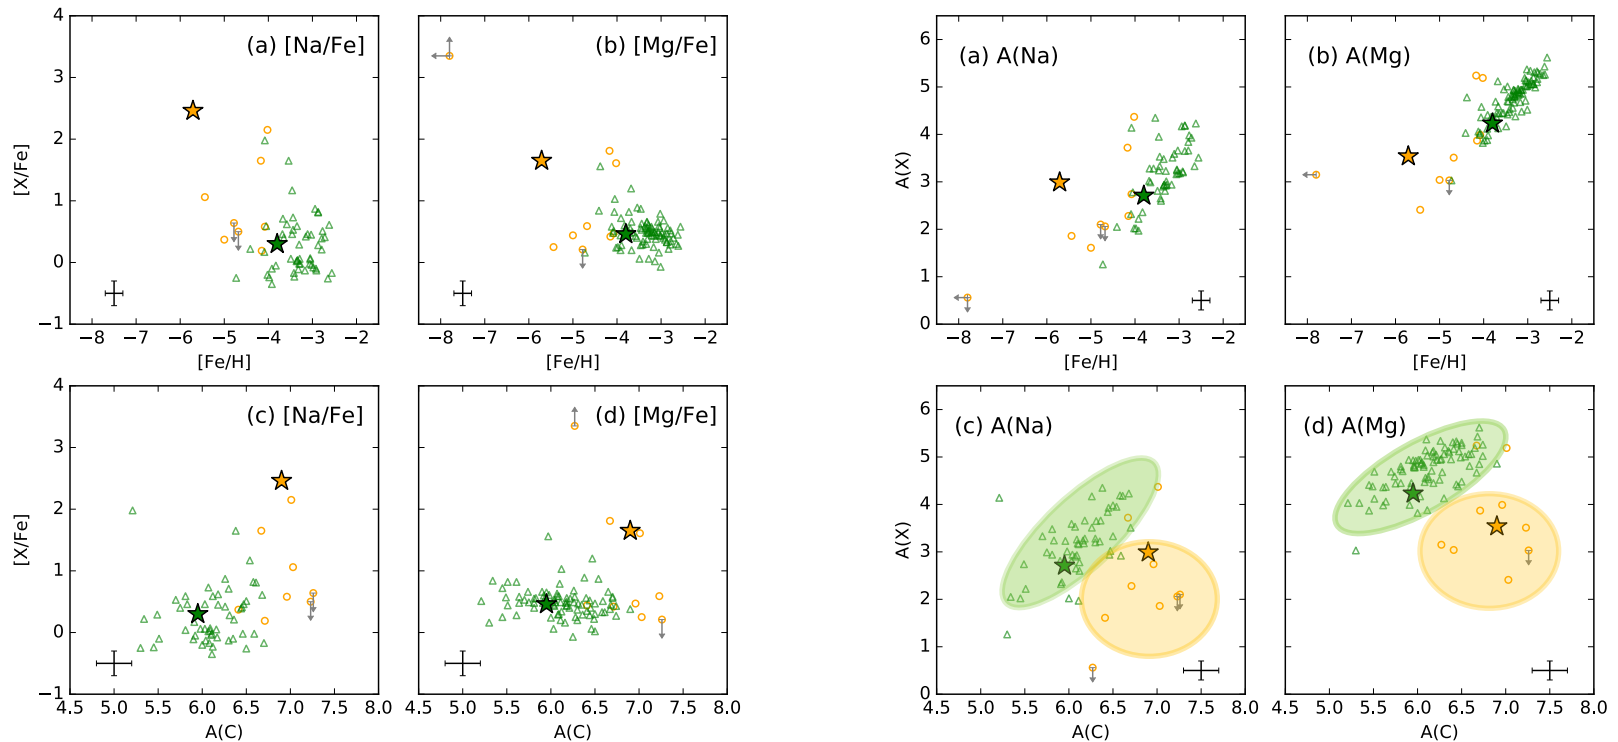 4
3
2
1
0
−1
[X/Fe]
(a) [Na/Fe]
−8 −7 −6 −5 −4 −3 −2
[Fe/H]
(b) [Mg/Fe]
−8 −7 −6 −5 −4 −3 −2
[Fe/H]
6
5
4
3
2
1
0
A(X)
(a) A(Na)
−8 −7 −6 −5 −4 −3 −2
[Fe/H]
(b) A(Mg)
−8 −7 −6 −5 −4 −3 −2
[Fe/H]
4
3
2
1
0
−1
[X/Fe]
(c) [Na/Fe]
4.5 5.0 5.5 6.0 6.5 7.0 7.5 8.0
A(C)
(d) [Mg/Fe]
5.0 5.5 6.0 6.5 7.0 7.5 8.0
A(C)
6
5
4
3
2
1
0
A(X)
(c) A(Na)
4.5 5.0 5.5 6.0 6.5 7.0 7.5 8.0
A(C)
(d) A(Mg)
5.0 5.5 6.0 6.5 7.0 7.5 8.0
A(C)